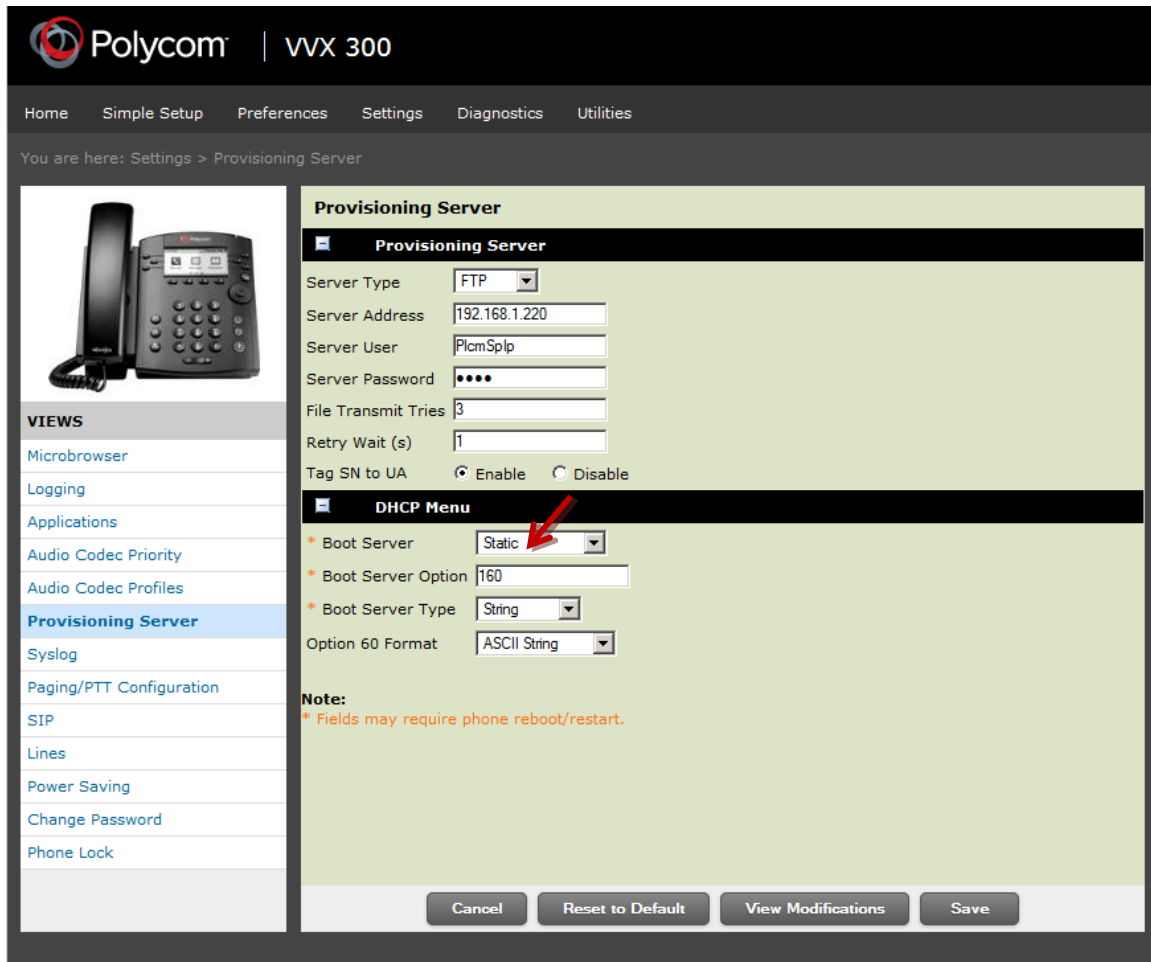 Polycom | VVX 300
Home Simple Setup Preferences Settings Diagnostics Utilities
You are here: Settings > Provisioning Server
VIEWS
Microbrowser
Logging
Applications
Audio Codec Priority
Audio Codec Profiles
Provisioning Server
Syslog
Paging/PTT Configuration
SIP
Lines
Power Saving
Change Password
Phone Lock
Provisioning Server
Provisioning Server
Server Type FTP
Server Address 192.168.1.220
Server User PlcmSpIp
Server Password ••••
File Transmit Tries 3
Retry Wait (s) 1
Tag SN to UA Enable Disable
DHCP Menu
* Boot Server Static
* Boot Server Option 160
* Boot Server Type String
Option 60 Format ASCII String
Note:
* Fields may require phone reboot/restart.
Cancel Reset to Default View Modifications Save